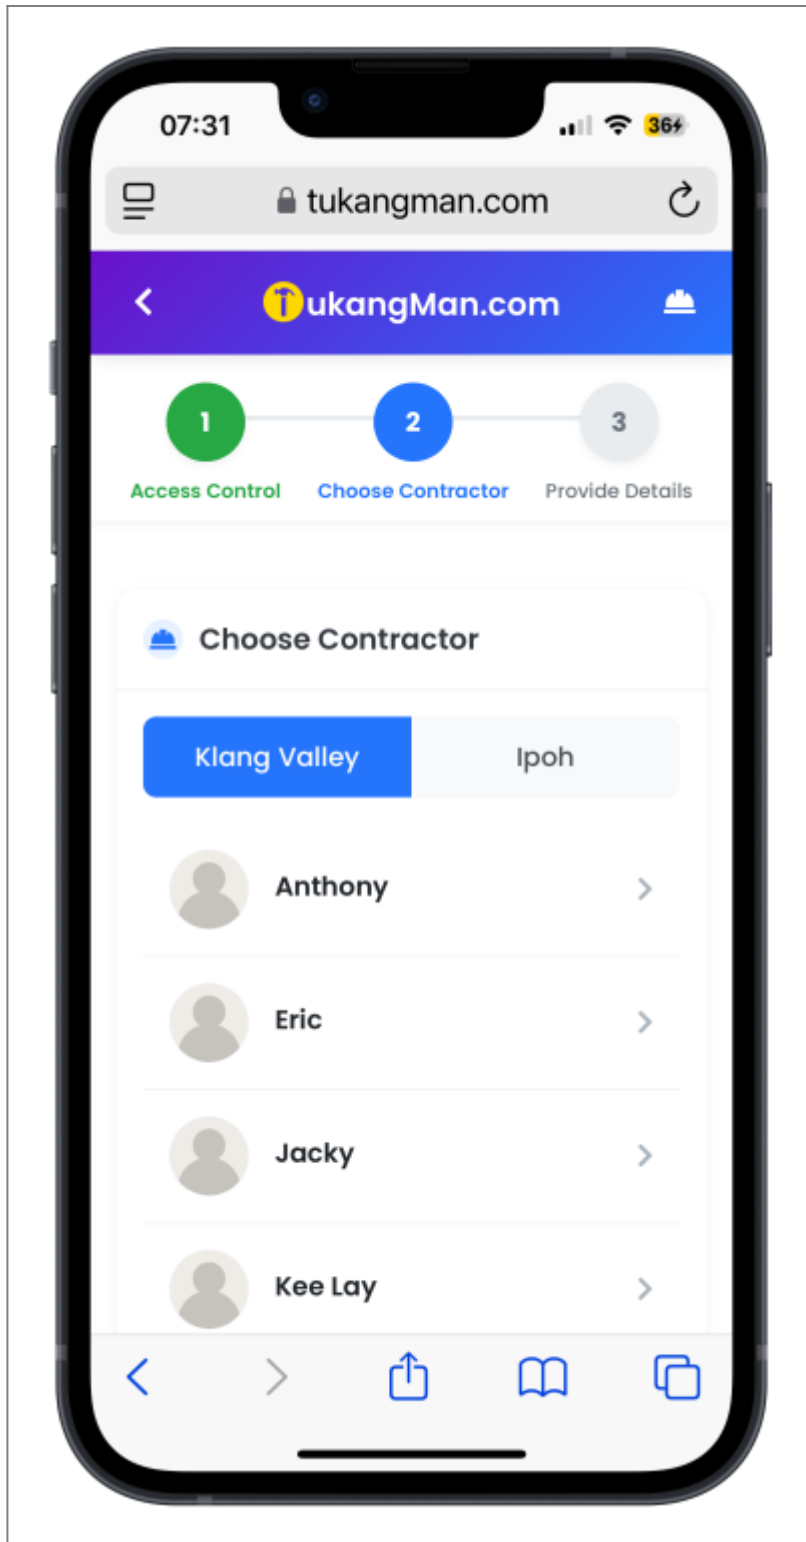 07:31
36
tukangman.com
TukangMan.com
1 2 3
Access Control Choose Contractor Provide Details
Choose Contractor
Klang Valley Ipoh
Anthony
Eric
Jacky
Kee Lay